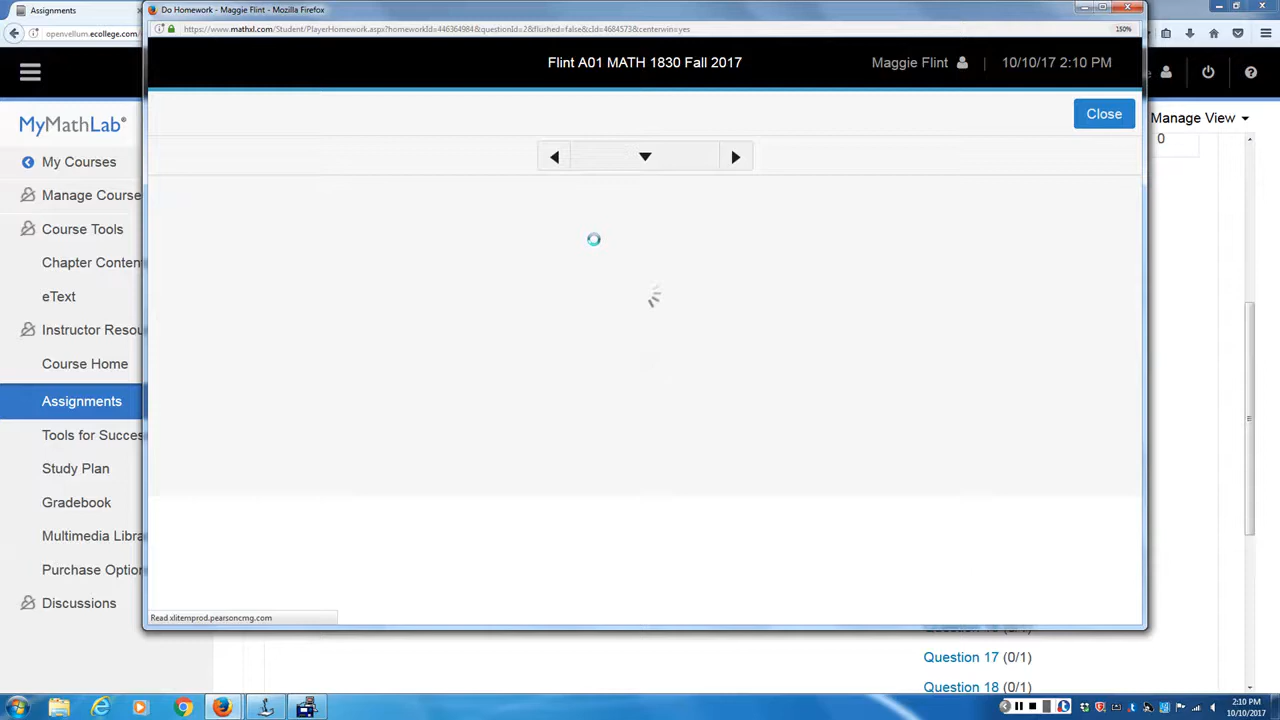 Assignments
Do Homework - Maggie Flint - Mozilla Firefox
openvellum.ecollege.com/
https://www.mathxl.com/Student/PlayerHomework.aspx?homeworkId=446364984&questionId=2&flushed=false&cId=4684573&centerwin=yes
150%
Flint A01 MATH 1830 Fall 2017
Maggie Flint
10/10/17 2:10 PM
Close
Manage View
0
MyMathLab®
My Courses
Manage Course
Course Tools
Chapter Conten
eText
Instructor Resou
Course Home
Assignments
Tools for Succes
Study Plan
Gradebook
Multimedia Libra
Purchase Option
Discussions
Read xlitemprod.pearsoncmg.com
Question 17 (0/1)
Question 18 (0/1)
2:10 PM
10/10/2017